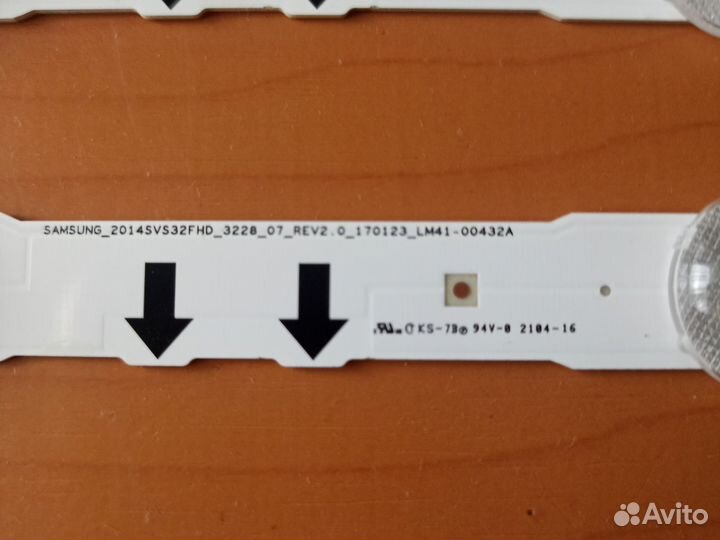 SAMSUNG_2014SVS32FHD_3228_07_REV2.0_170123_LM41-00432A
KS-7B 94V-0 2104-16
Avito